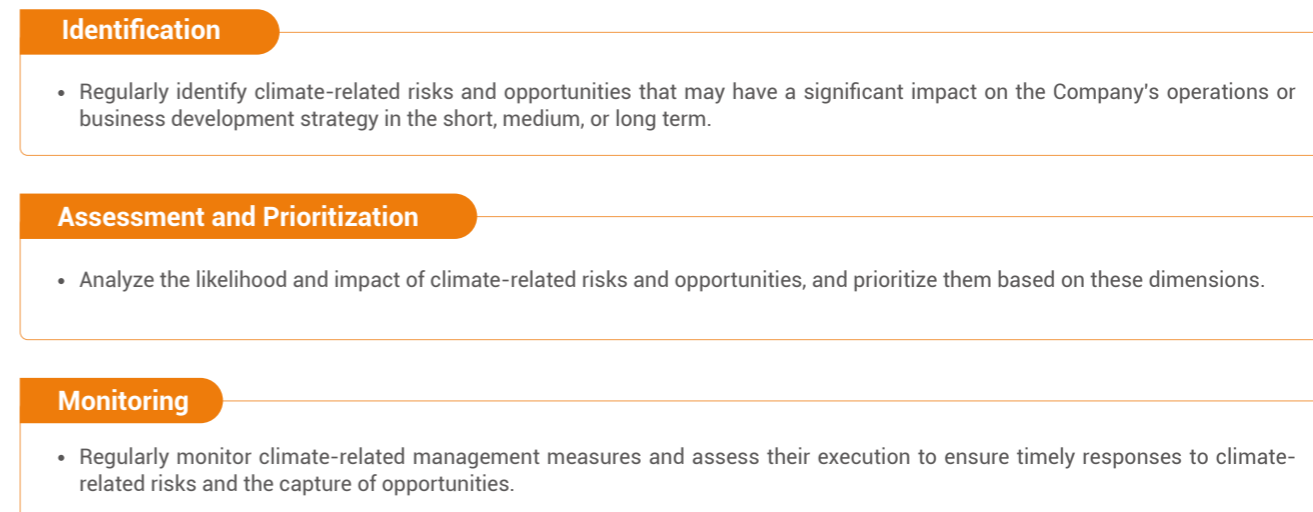 Identification
• Regularly identify climate-related risks and opportunities that may have a significant impact on the Company's operations or
business development strategy in the short, medium, or long term.
Assessment and Prioritization
• Analyze the likelihood and impact of climate-related risks and opportunities, and prioritize them based on these dimensions.
Monitoring
• Regularly monitor climate-related management measures and assess their execution to ensure timely responses to climate-
related risks and the capture of opportunities.